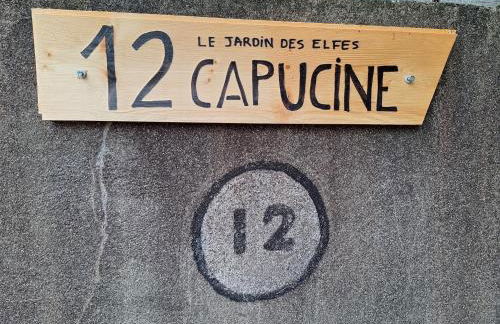 LE JARDIN DES ELFES
12 CAPUCINE
12